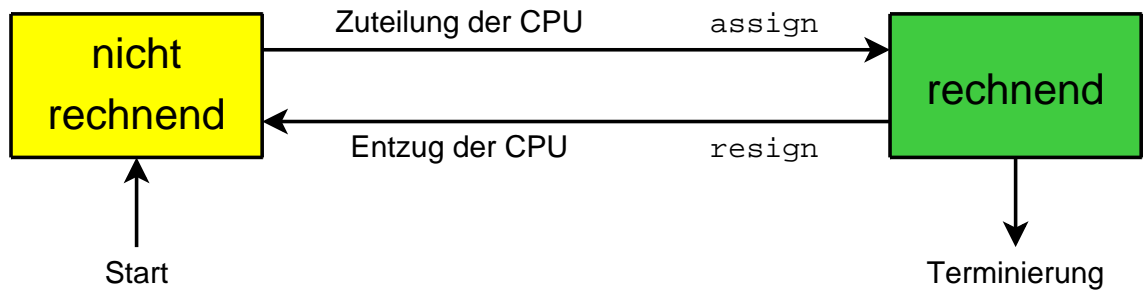 Zuteilung der CPU assign
nicht
rechnend
rechnend
Entzug der CPU resign
Start
Terminierung